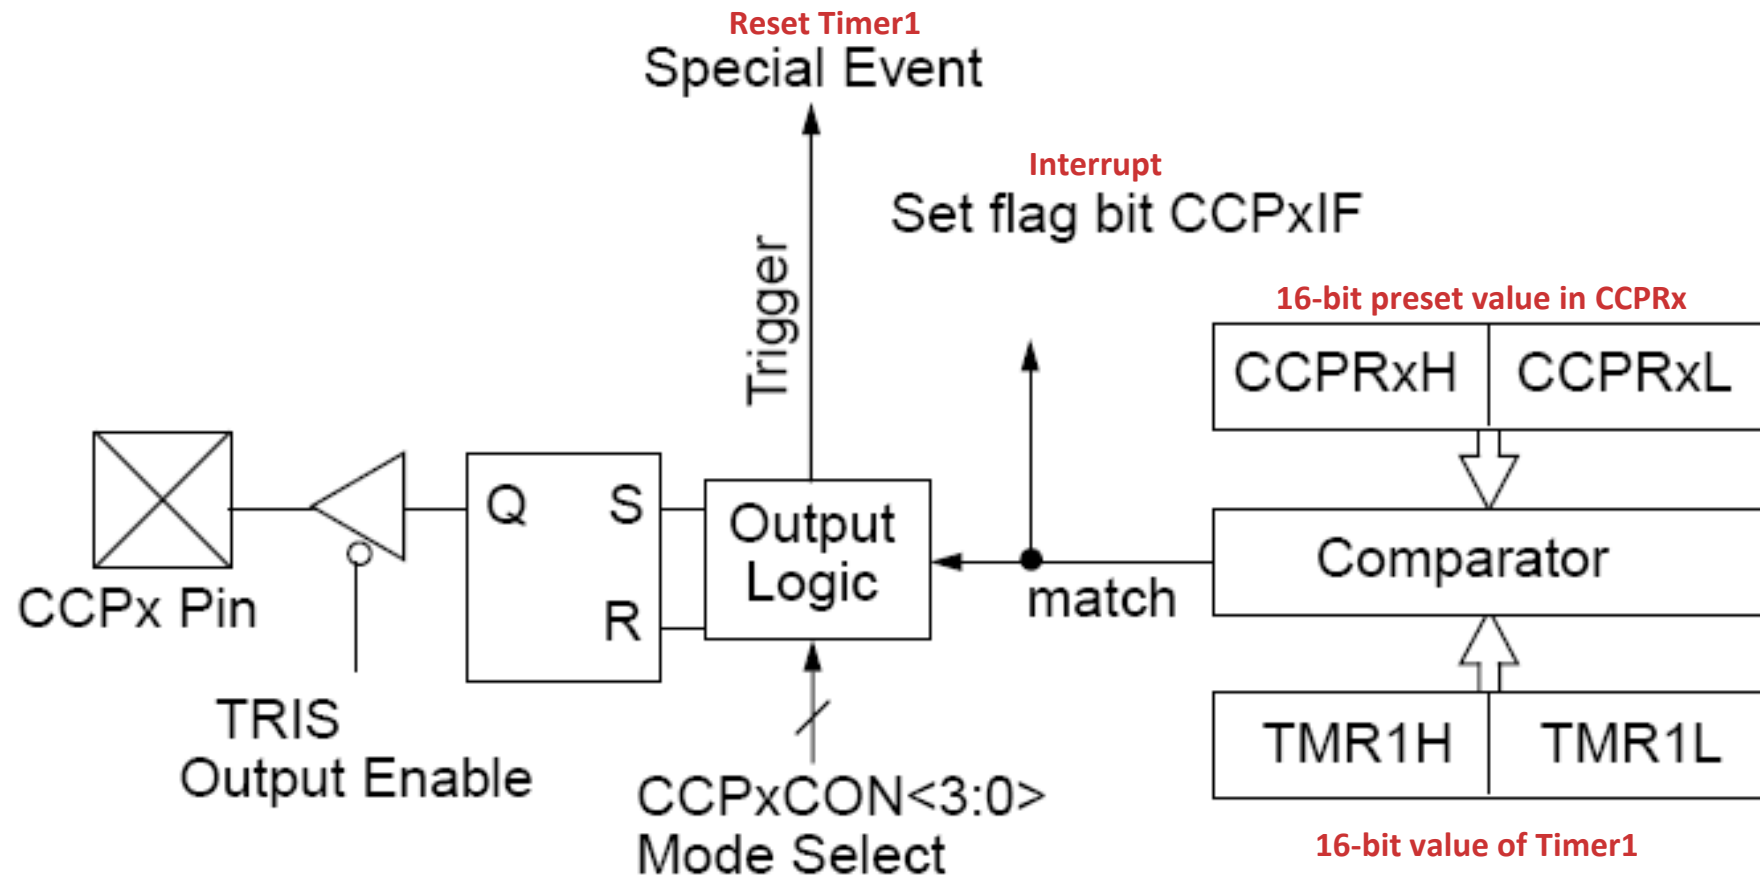 Reset Timer1
Special Event
Interrupt
Set flag bit CCPxIF
Trigger
16-bit preset value in CCPRx
CCPRxH CCPRxL
Q S
R
Output
Logic
match
Comparator
CCPx Pin
TRIS
Output Enable
CCPxCON<3:0>
Mode Select
TMR1H TMR1L
16-bit value of Timer1